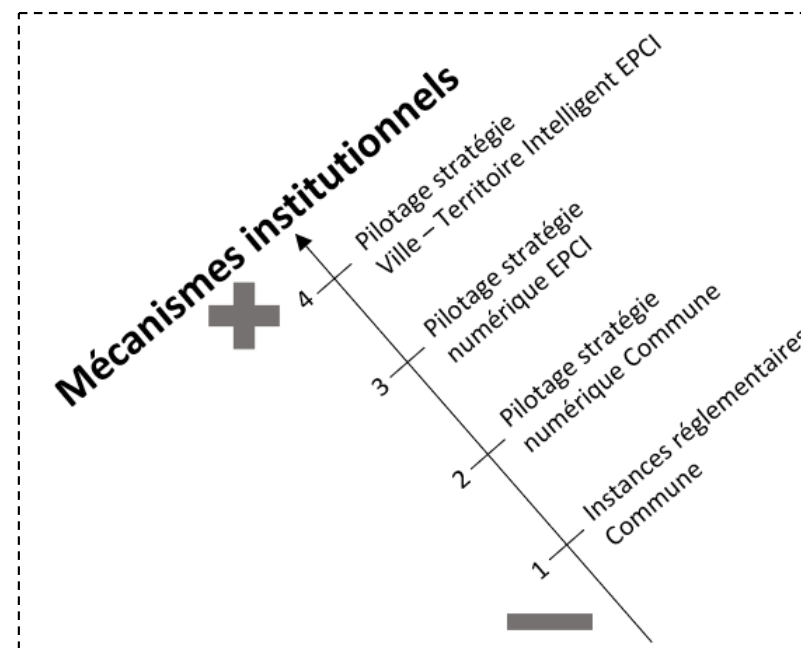 Mécanismes institutionnels
4
Pilotage stratégie
Ville – Territoire Intelligent EPCI
3
Pilotage stratégie
numérique EPCI
2
Pilotage stratégie
numérique Commune
1
Instances réglementaires
Commune